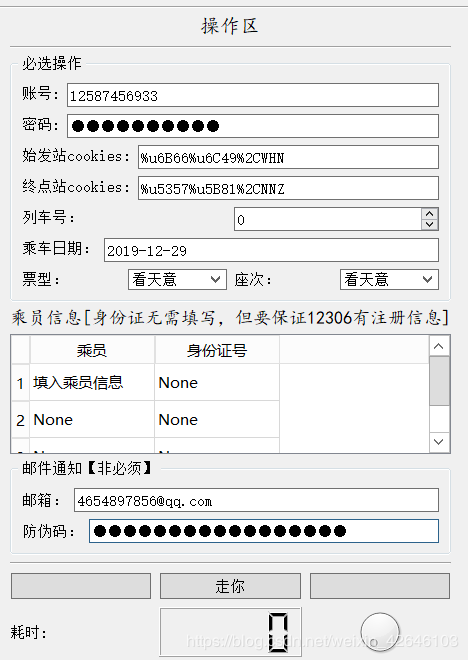 操作区
必选操作
账号: 12587456933
密码: ●●●●●●●●●●
始发站cookies: %u6B66%u6C49%2CWHN
终点站cookies: %u5357%u5B81%2CNNZ
列车号: 0
乘车日期: 2019-12-29
票型: 看天意 座次: 看天意
乘员信息[身份证无需填写, 但要保证12306有注册信息]
乘员 身份证号
1 填入乘员信息 None
2 None None
邮件通知【非必须】
邮箱: 4654897856@qq.com
防伪码: ●●●●●●●●●●●●●●●●●
走你
耗时: 0
https://blog.csdn.net/weixin_42646103